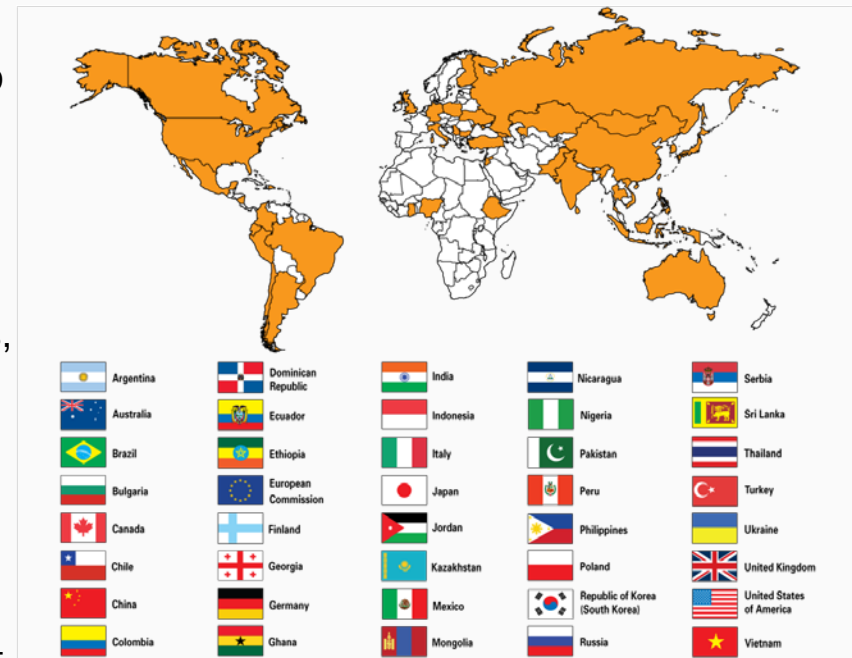 Argentina
Australia
Brazil
Bulgaria
Canada
Chile
China
Colombia
Dominican
Republic
Ecuador
Ethiopia
European
Commission
Finland
Georgia
Germany
Ghana
India
Indonesia
Italy
Japan
Jordan
Kazakhstan
Mexico
Mongolia
Nicaragua
Nigeria
Pakistan
Peru
Philippines
Poland
Republic of Korea
(South Korea)
Russia
Serbia
Sri Lanka
Thailand
Turkey
Ukraine
United Kingdom
United States
of America
Vietnam